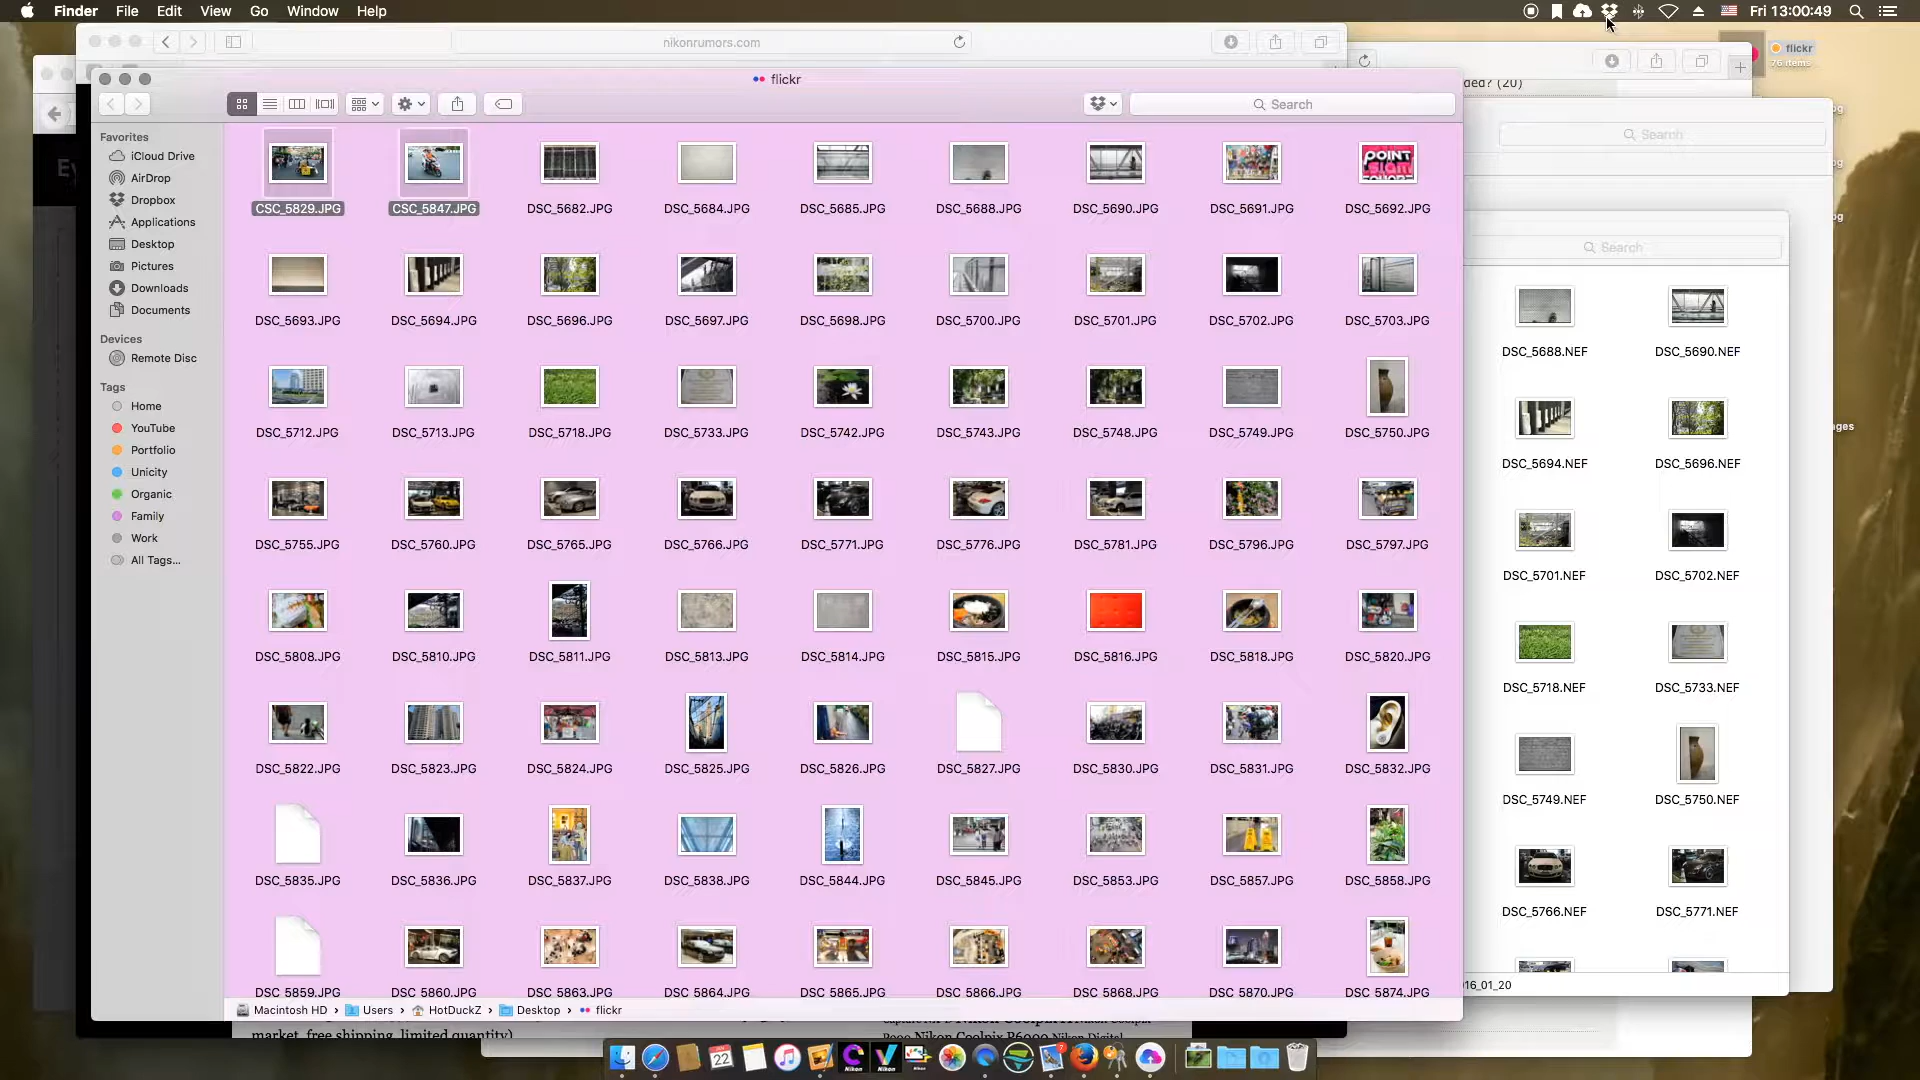 Finder File Edit View Go Window Help
Fri 13:00:49
nikonrumors.com
flickr
76 items
flickr
ded? (20)
Search
Search
Search
Favorites
iCloud Drive
AirDrop
Dropbox
Applications
Desktop
Pictures
Downloads
Documents
Devices
Remote Disc
Tags
Home
YouTube
Portfolio
Unicity
Organic
Family
Work
All Tags...
POINT
SIAM
CSC_5829.JPG CSC_5847.JPG DSC_5682.JPG DSC_5684.JPG DSC_5685.JPG DSC_5688.JPG DSC_5690.JPG DSC_5691.JPG DSC_5692.JPG
DSC_5693.JPG DSC_5694.JPG DSC_5696.JPG DSC_5697.JPG DSC_5698.JPG DSC_5700.JPG DSC_5701.JPG DSC_5702.JPG DSC_5703.JPG
DSC_5712.JPG DSC_5713.JPG DSC_5718.JPG DSC_5733.JPG DSC_5742.JPG DSC_5743.JPG DSC_5748.JPG DSC_5749.JPG DSC_5750.JPG
DSC_5755.JPG DSC_5760.JPG DSC_5765.JPG DSC_5766.JPG DSC_5771.JPG DSC_5776.JPG DSC_5781.JPG DSC_5796.JPG DSC_5797.JPG
DSC_5808.JPG DSC_5810.JPG DSC_5811.JPG DSC_5813.JPG DSC_5814.JPG DSC_5815.JPG DSC_5816.JPG DSC_5818.JPG DSC_5820.JPG
DSC_5822.JPG DSC_5823.JPG DSC_5824.JPG DSC_5825.JPG DSC_5826.JPG DSC_5827.JPG DSC_5830.JPG DSC_5831.JPG DSC_5832.JPG
DSC_5835.JPG DSC_5836.JPG DSC_5837.JPG DSC_5838.JPG DSC_5844.JPG DSC_5845.JPG DSC_5853.JPG DSC_5857.JPG DSC_5858.JPG
DSC_5859.JPG DSC_5860.JPG DSC_5863.JPG DSC_5864.JPG DSC_5865.JPG DSC_5866.JPG DSC_5868.JPG DSC_5870.JPG DSC_5874.JPG
DSC_5688.NEF DSC_5690.NEF
DSC_5694.NEF DSC_5696.NEF
DSC_5701.NEF DSC_5702.NEF
DSC_5718.NEF DSC_5733.NEF
DSC_5749.NEF DSC_5750.NEF
DSC_5766.NEF DSC_5771.NEF
16_01_20
ages
Macintosh HD › Users › HotDuckZ › Desktop › flickr
market, free shipping, limited quantity)
Nikon Coolpix P6000 Nikon Digital